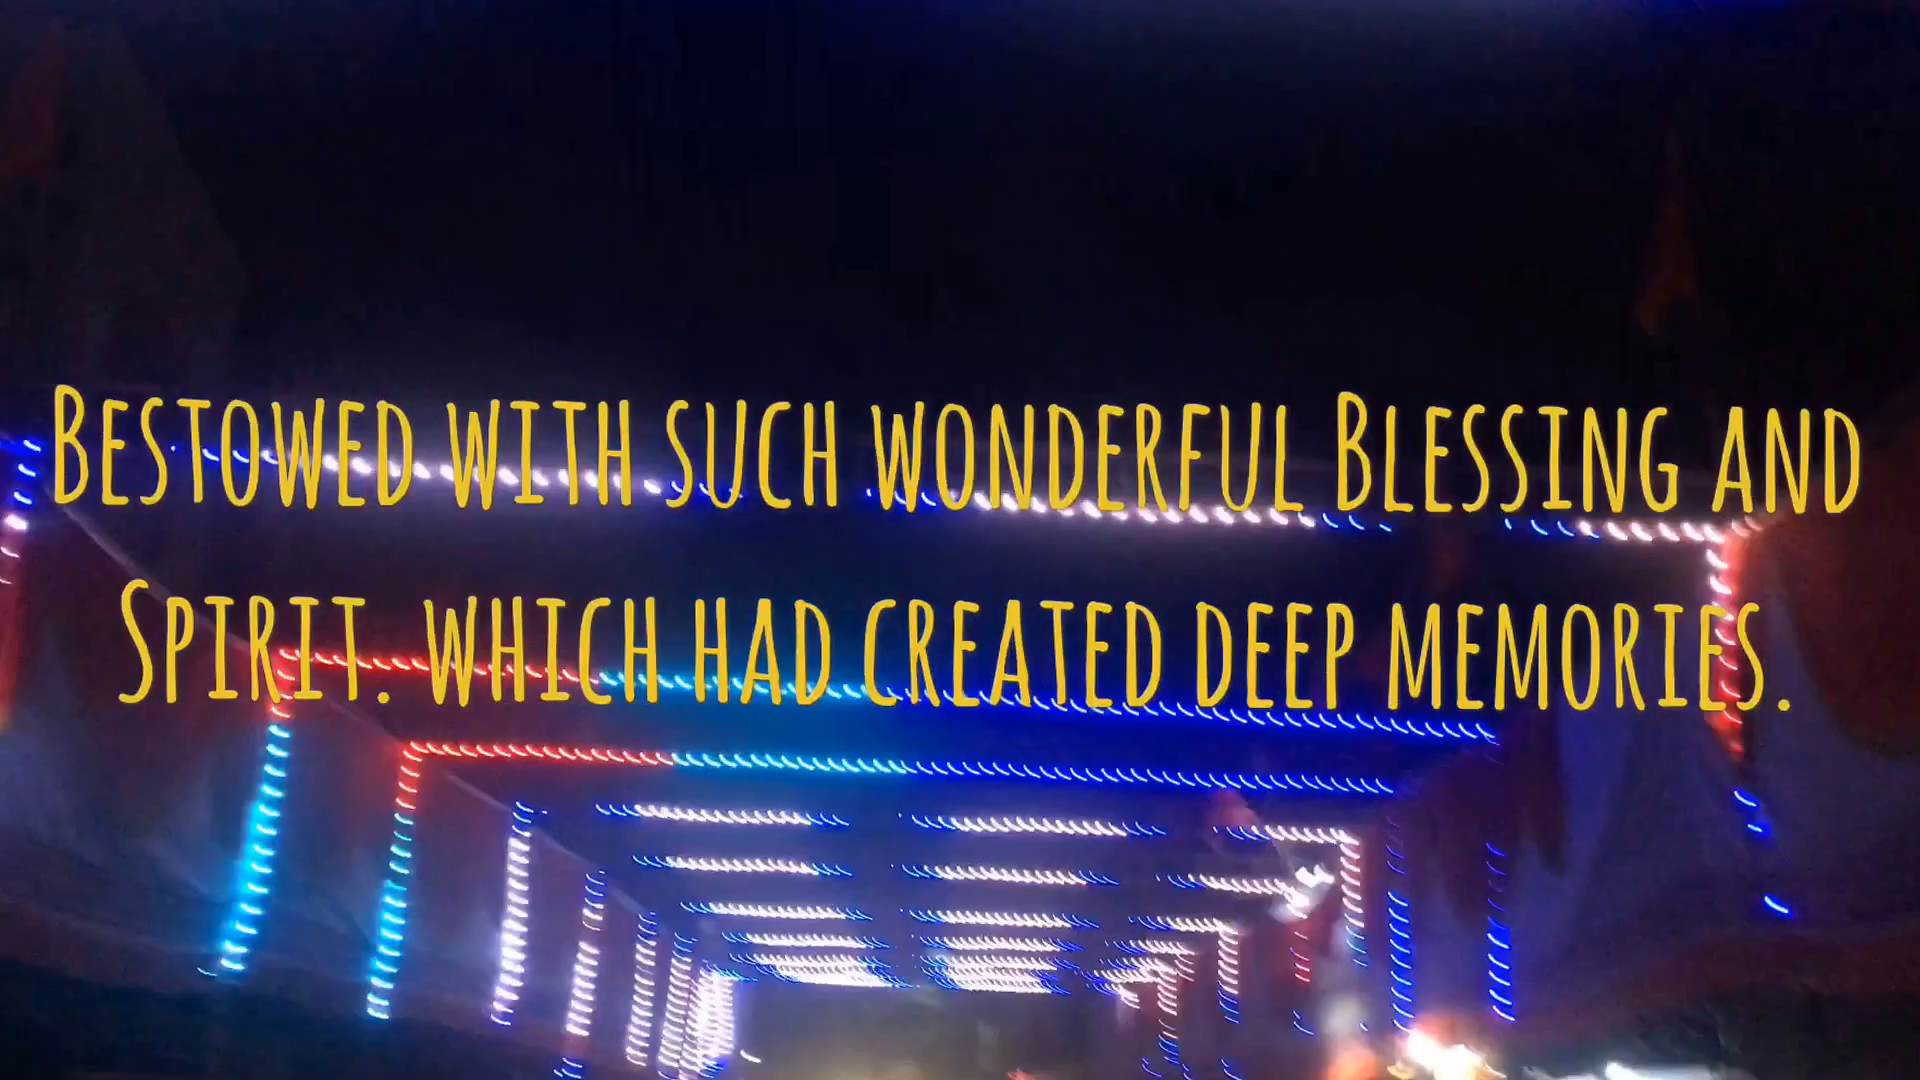 Bestowed with such wonderful Blessing and
Spirit. which had created deep memories.